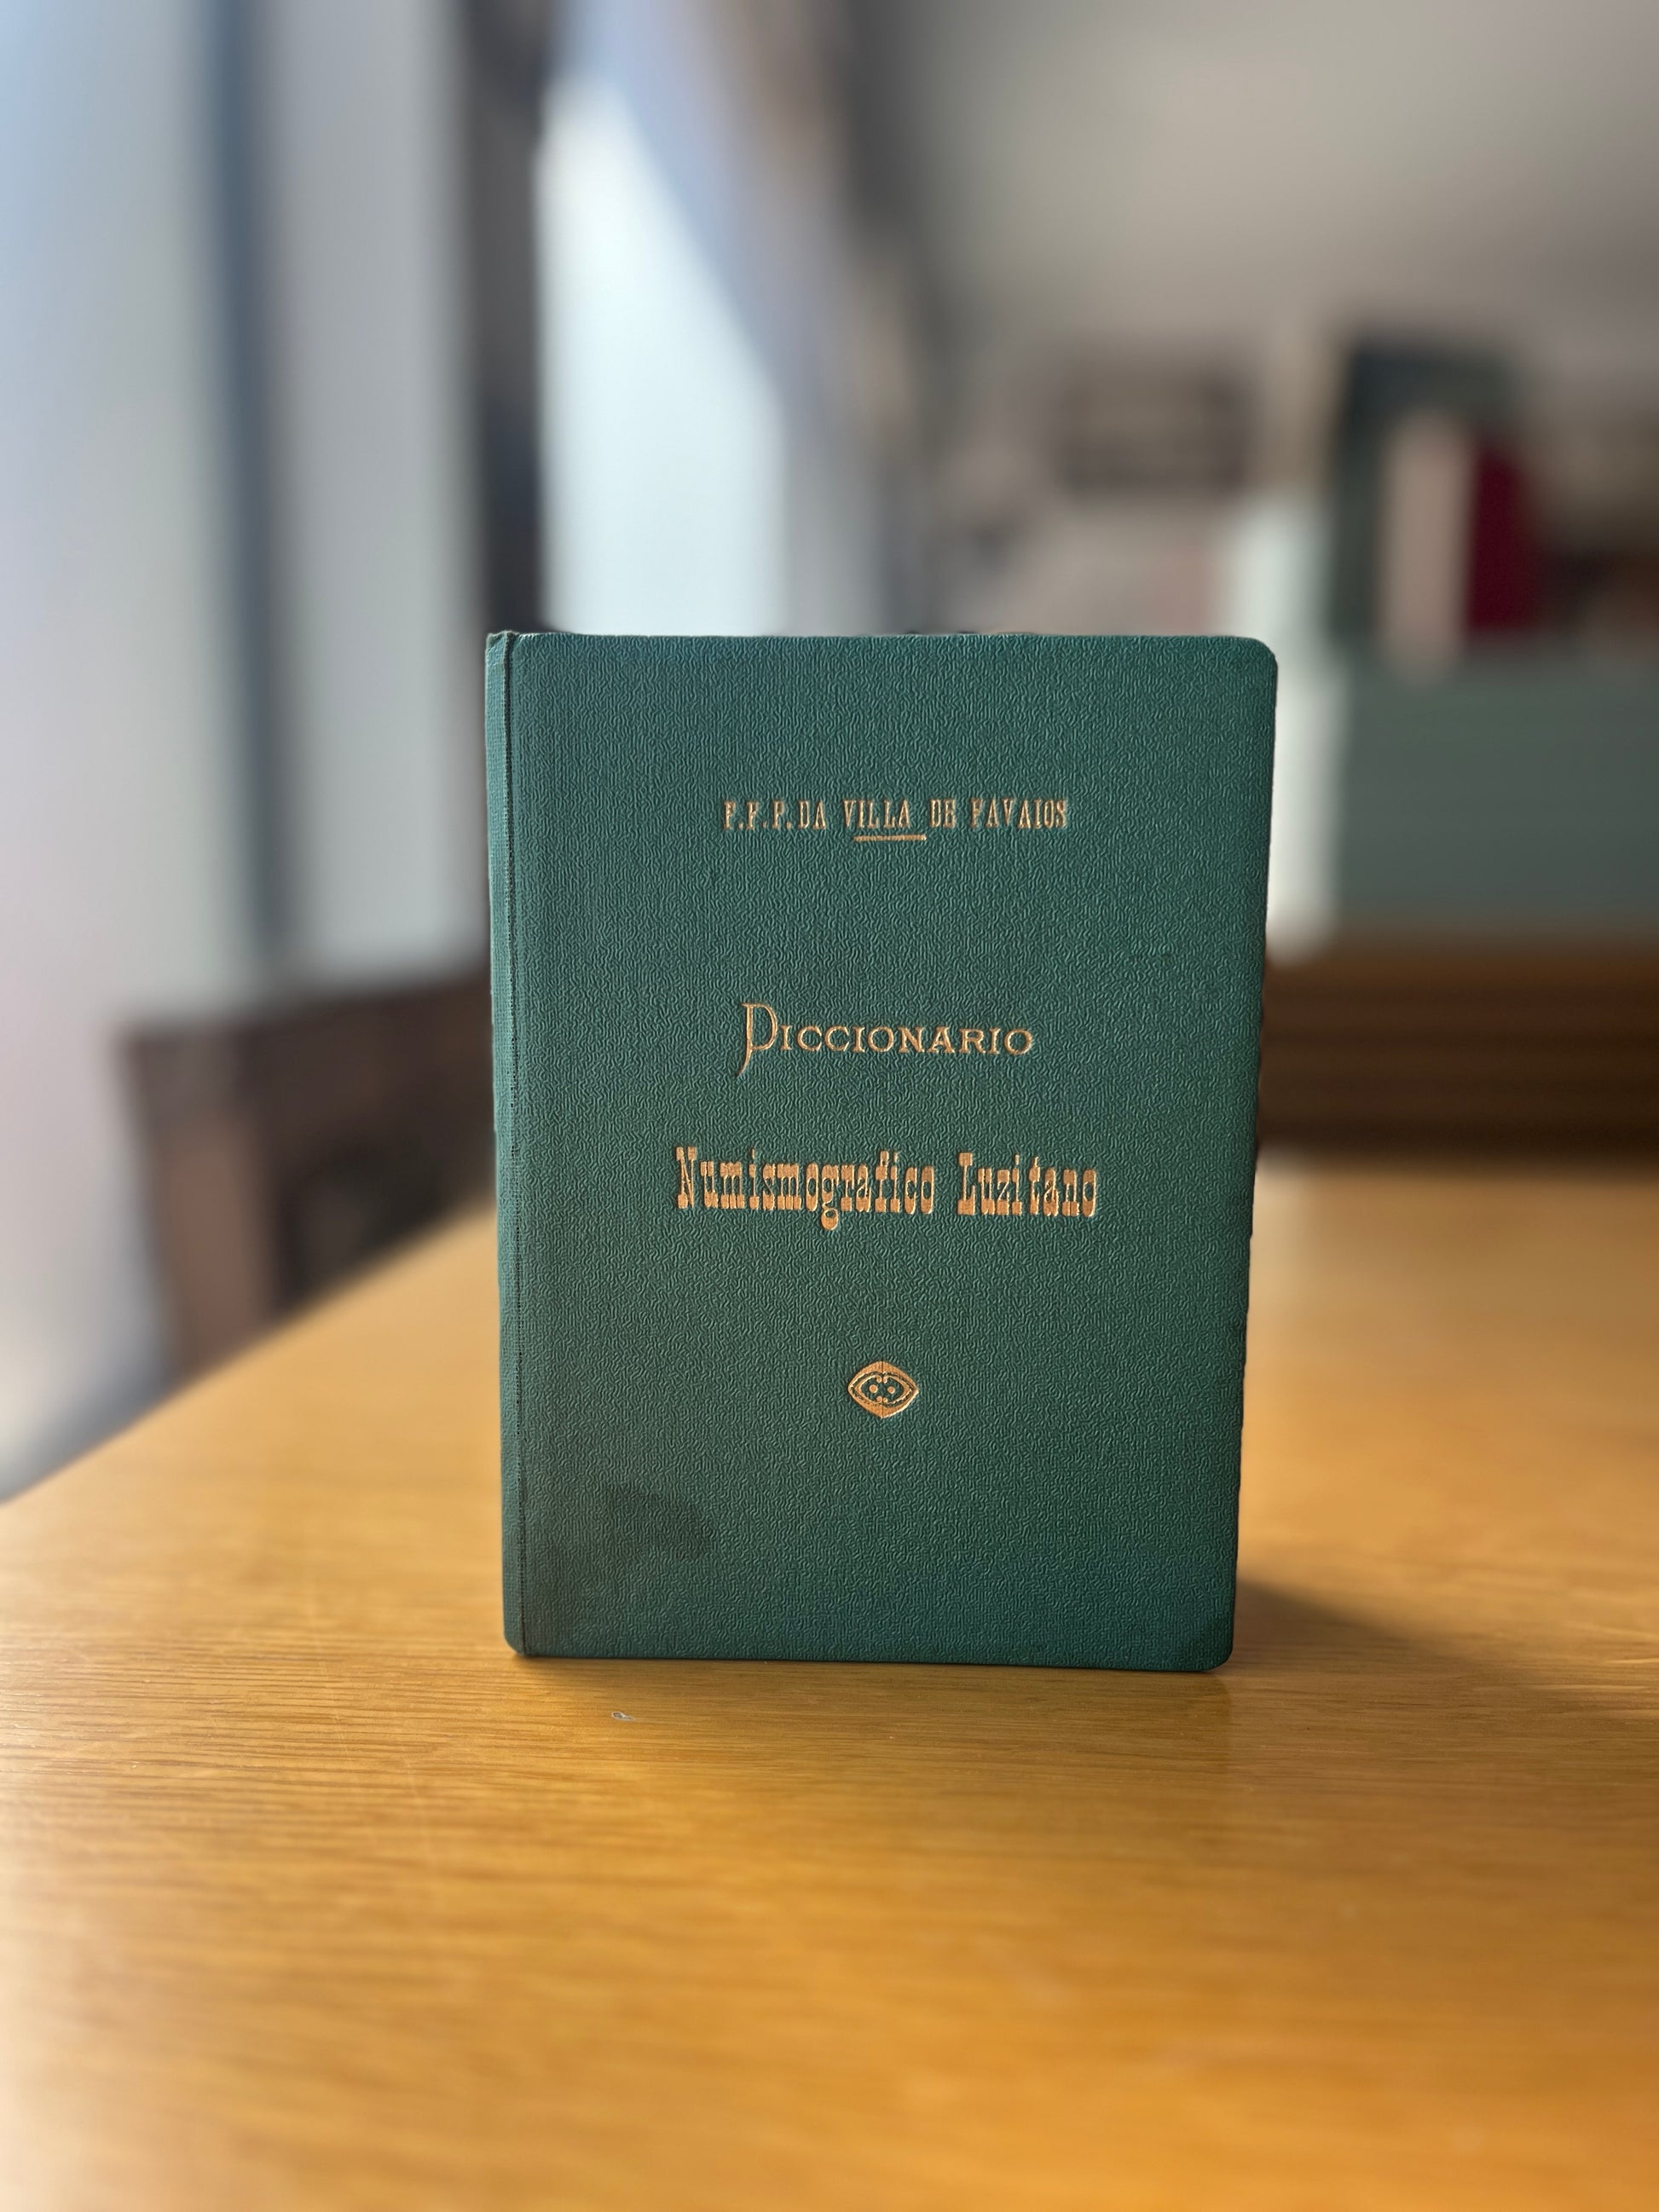 F.F.P. DA VILLA DE FAVAIOS
DICCIONARIO
Numismografico Luzitano